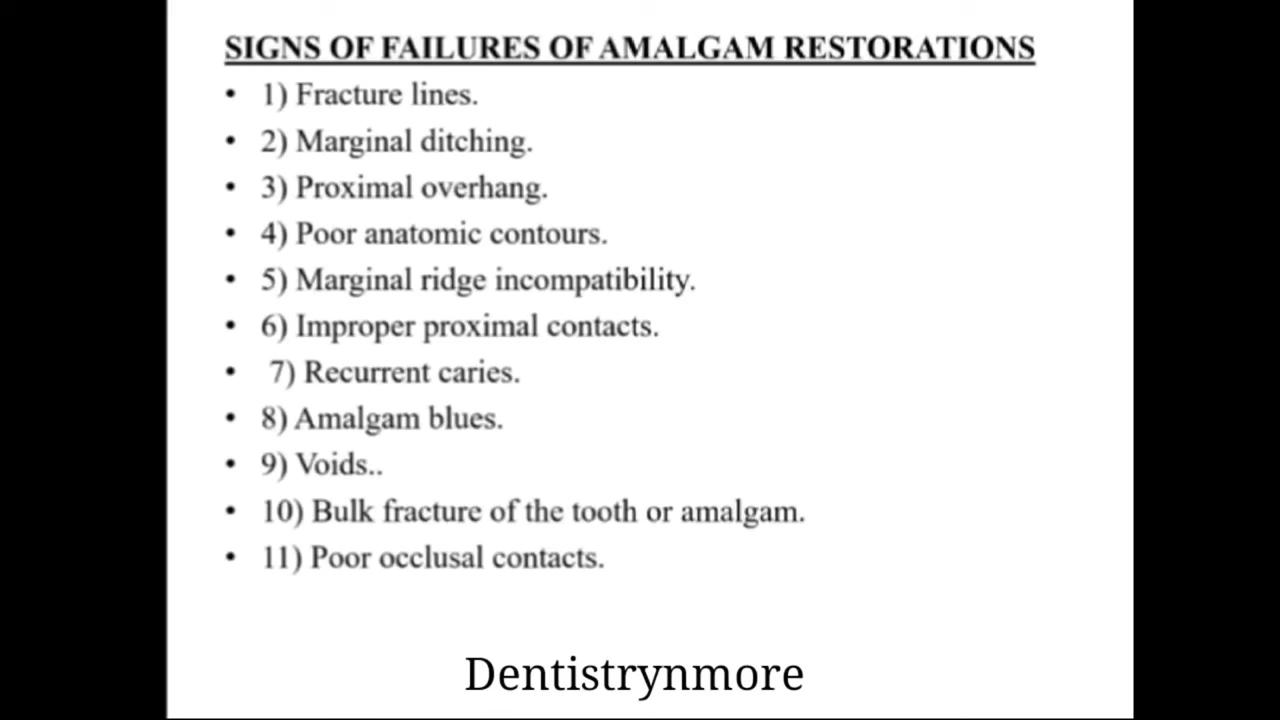 SIGNS OF FAILURES OF AMALGAM RESTORATIONS
• 1) Fracture lines.
• 2) Marginal ditching.
• 3) Proximal overhang.
• 4) Poor anatomic contours.
• 5) Marginal ridge incompatibility.
• 6) Improper proximal contacts.
• 7) Recurrent caries.
• 8) Amalgam blues.
• 9) Voids..
• 10) Bulk fracture of the tooth or amalgam.
• 11) Poor occlusal contacts.
Dentistrynmore